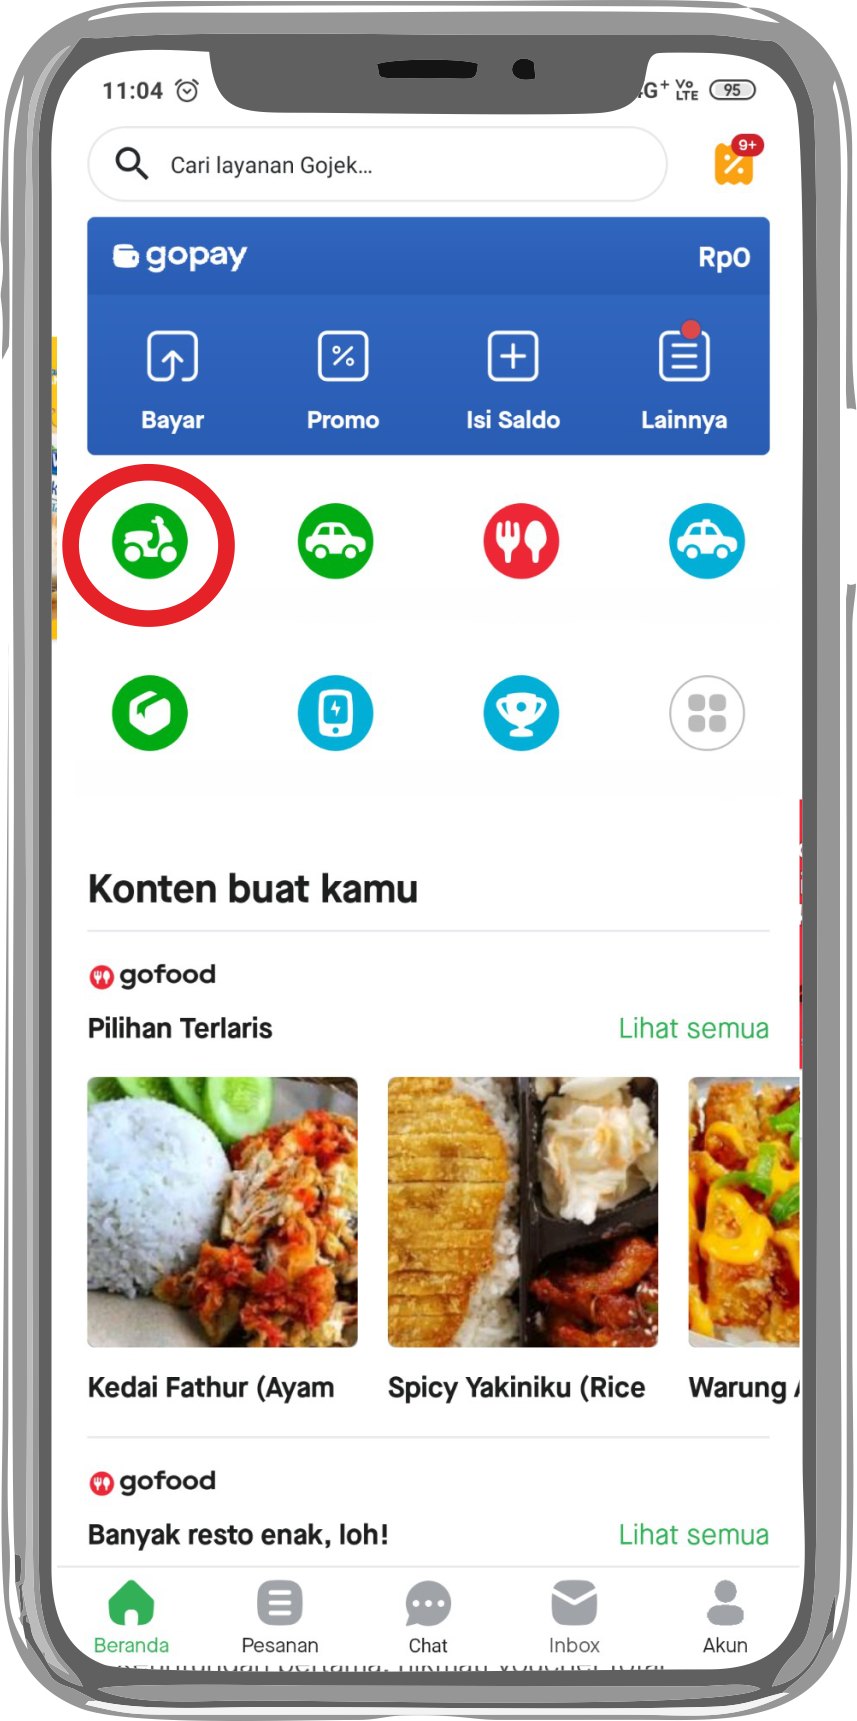 11:04 G+ Vo LTE 95
Cari layanan Gojek...
9+
gopay Rp0
Bayar Promo Isi Saldo Lainnya
Konten buat kamu
gofood
Pilihan Terlaris Lihat semua
Kedai Fathur (Ayam Spicy Yakiniku (Rice Warung
gofood
Banyak resto enak, loh! Lihat semua
Beranda Pesanan Chat Inbox Akun